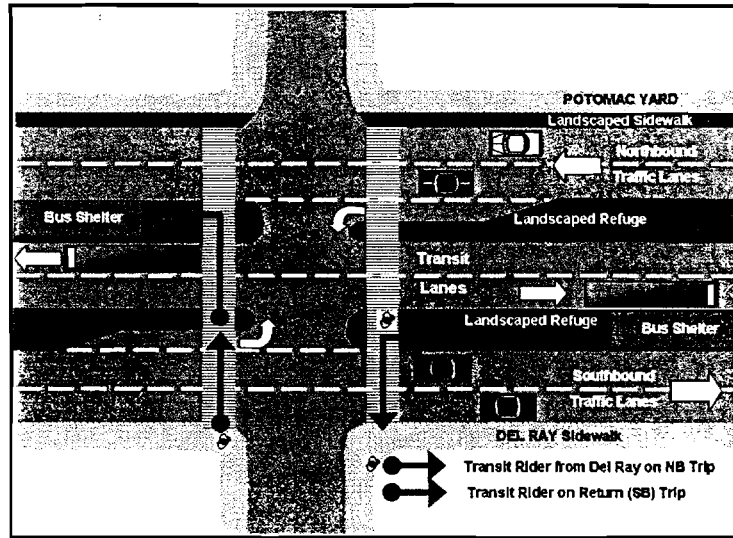 POTOMAC YARD
Landscaped Sidewalk
Northbound
Traffic Lanes
Bus Shelter
Landscaped Refuge
Transit
Lanes
Landscaped Refuge
Bus Shelter
Southbound
Traffic Lanes
DEL RAY Sidewalk
Transit Rider from Del Ray on NB Trip
Transit Rider on Return (SB) Trip